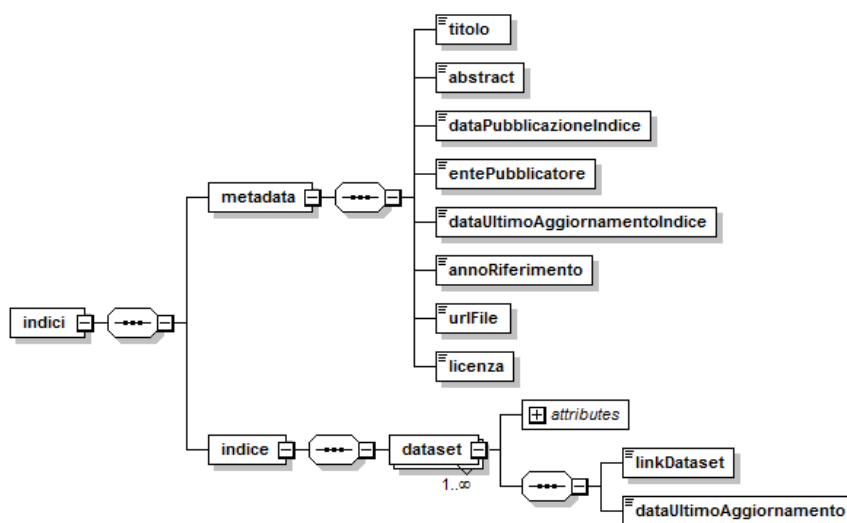 titolo
abstract
dataPubblicazioneIndice
entePubblicatore
metadata
dataUltimoAggiornamentoIndice
annoRiferimento
indici
urlFile
licenza
attributes
indice
dataset
1..∞
linkDataset
dataUltimoAggiornamento